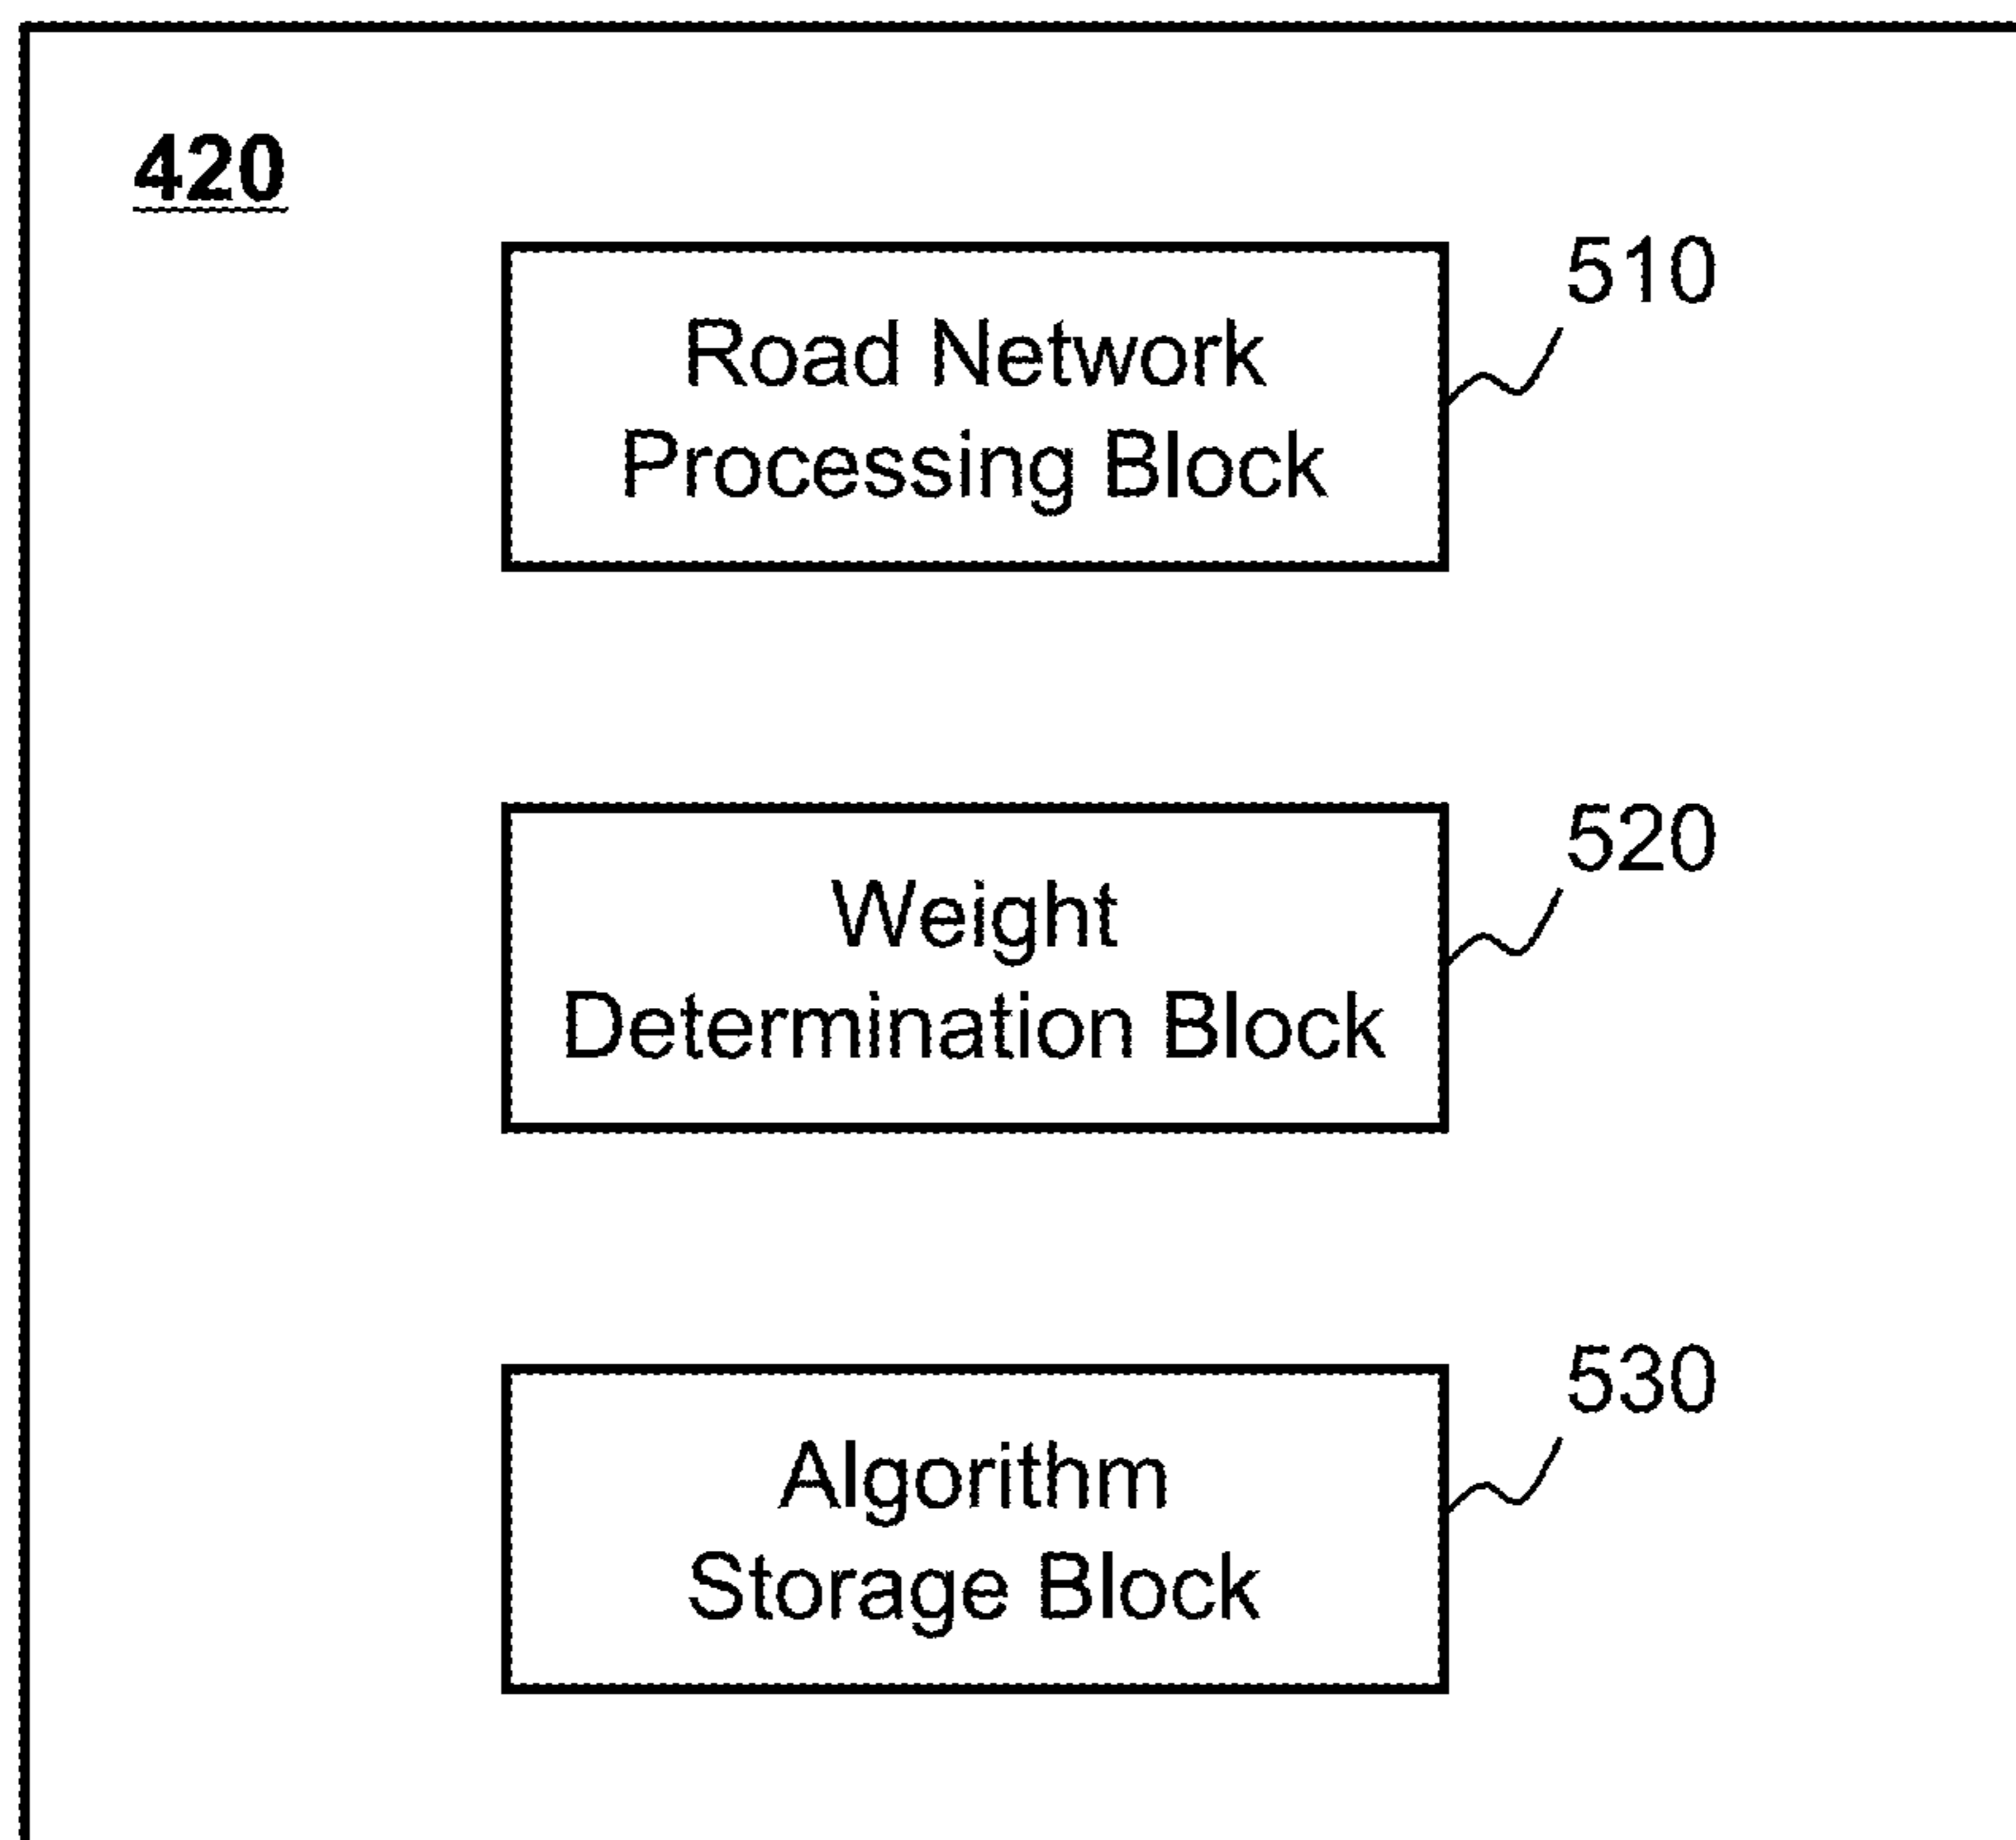 420
510
Road Network
Processing Block
520
Weight
Determination Block
530
Algorithm
Storage Block